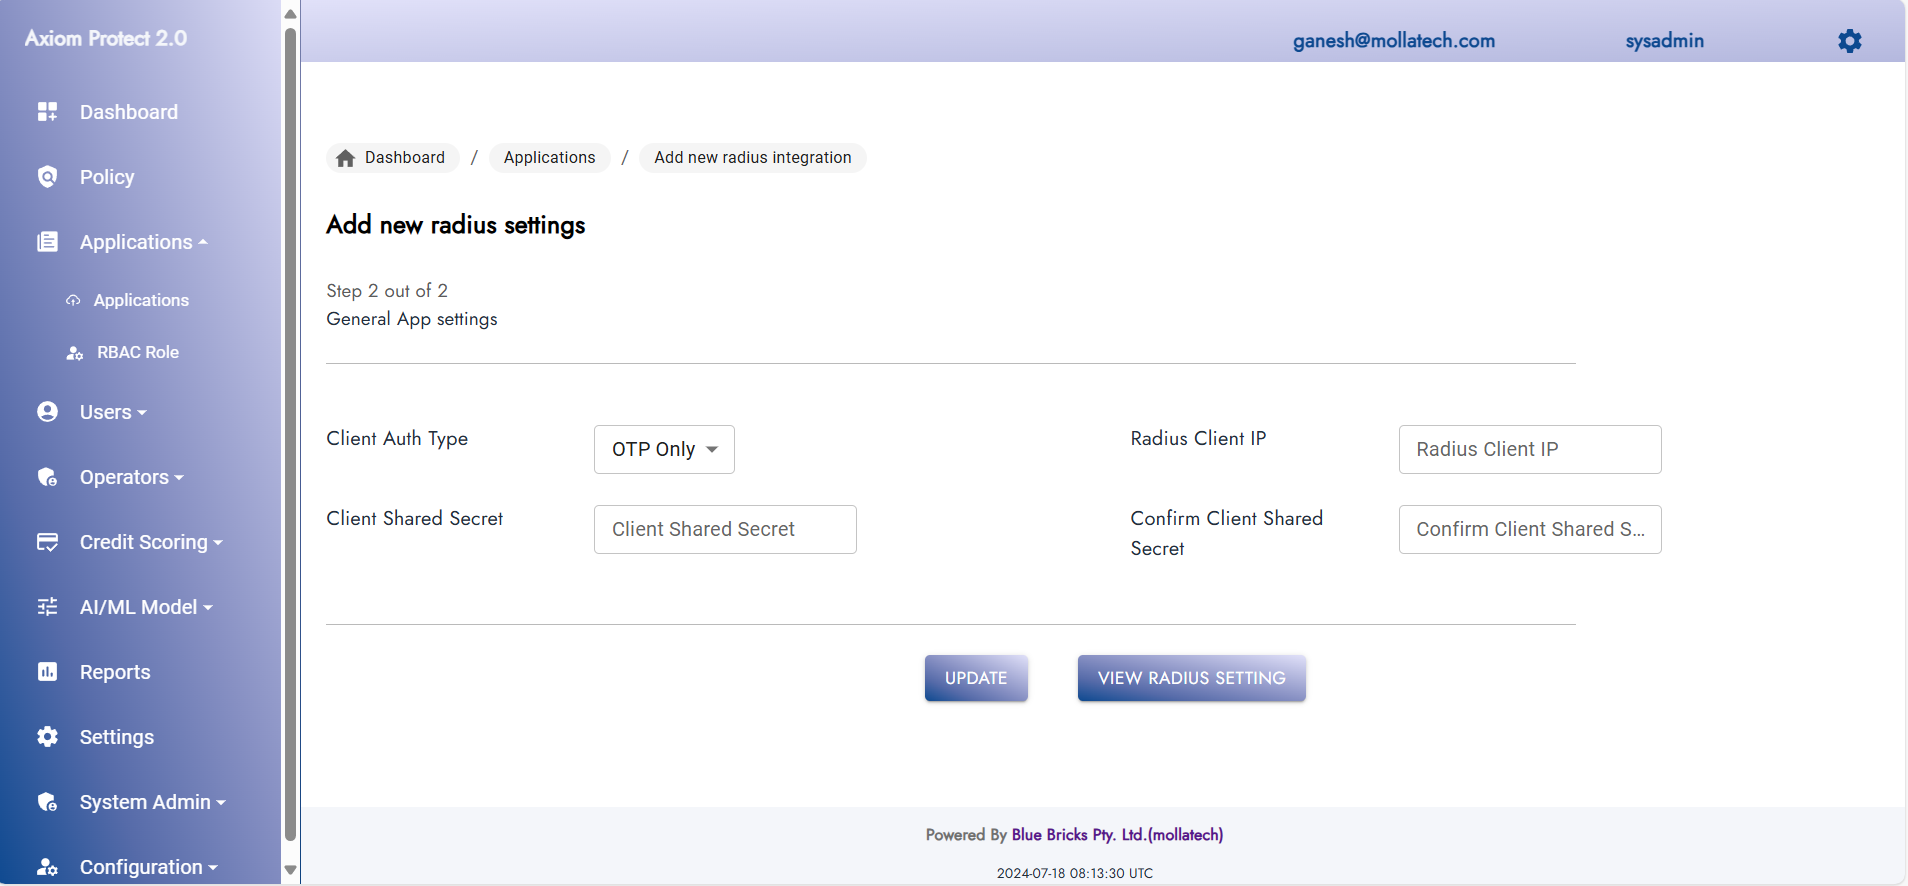 Axiom Protect 2.0
ganesh@mollatech.com
sysadmin
Dashboard
Policy
Applications
Applications
RBAC Role
Users
Operators
Credit Scoring
AI/ML Model
Reports
Settings
System Admin
Configuration
Dashboard / Applications / Add new radius integration
Add new radius settings
Step 2 out of 2
General App settings
Client Auth Type
OTP Only
Radius Client IP
Radius Client IP
Client Shared Secret
Client Shared Secret
Confirm Client Shared
Secret
Confirm Client Shared S...
UPDATE
VIEW RADIUS SETTING
Powered By Blue Bricks Pty. Ltd.(mollatech)
2024-07-18 08:13:30 UTC